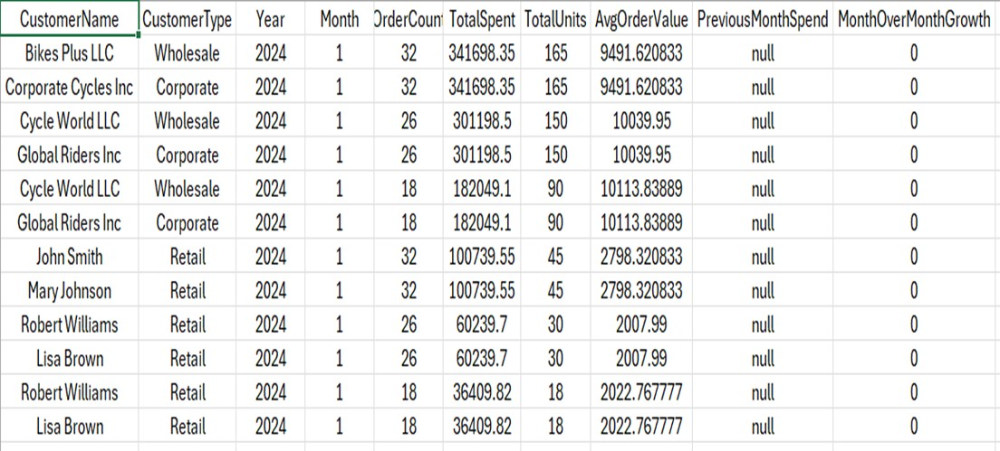 CustomerName CustomerType Year Month OrderCount TotalSpent TotalUnits AvgOrderValue PreviousMonthSpend MonthOverMonthGrowth
Bikes Plus LLC Wholesale 2024 1 32 341698.35 165 9491.620833 null 0
Corporate Cycles Inc Corporate 2024 1 32 341698.35 165 9491.620833 null 0
Cycle World LLC Wholesale 2024 1 26 301198.5 150 10039.95 null 0
Global Riders Inc Corporate 2024 1 26 301198.5 150 10039.95 null 0
Cycle World LLC Wholesale 2024 1 18 182049.1 90 10113.83889 null 0
Global Riders Inc Corporate 2024 1 18 182049.1 90 10113.83889 null 0
John Smith Retail 2024 1 32 100739.55 45 2798.320833 null 0
Mary Johnson Retail 2024 1 32 100739.55 45 2798.320833 null 0
Robert Williams Retail 2024 1 26 60239.7 30 2007.99 null 0
Lisa Brown Retail 2024 1 26 60239.7 30 2007.99 null 0
Robert Williams Retail 2024 1 18 36409.82 18 2022.767777 null 0
Lisa Brown Retail 2024 1 18 36409.82 18 2022.767777 null 0